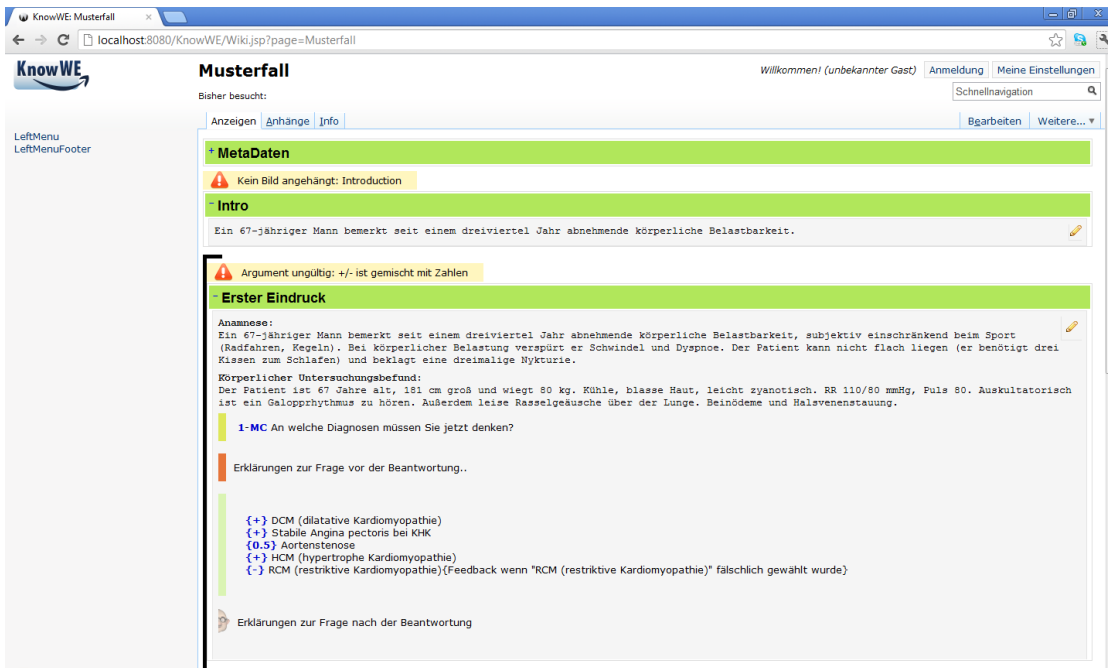 KnowWE: Musterfall
localhost:8080/KnowWE/Wiki.jsp?page=Musterfall
KnowWE
Musterfall
Willkommen! (unbekannter Gast) Anmeldung Meine Einstellungen
Bisher besucht:
Schnellnavigation
Anzeigen Anhänge Info
Bearbeiten Weitere...
LeftMenu
LeftMenuFooter
+ MetaDaten
Kein Bild angehängt: Introduction
- Intro
Ein 67-jähriger Mann bemerkt seit einem dreiviertel Jahr abnehmende körperliche Belastbarkeit.
Argument ungültig: +/- ist gemischt mit Zahlen
- Erster Eindruck
Anamnese:
Ein 67-jähriger Mann bemerkt seit einem dreiviertel Jahr abnehmende körperliche Belastbarkeit, subjektiv einschränkend beim Sport
(Radfahren, Kegeln). Bei körperlicher Belastung verspürt er Schwindel und Dyspnoe. Der Patient kann nicht flach liegen (er benötigt drei
Kissen zum Schlafen) und beklagt eine dreimalige Nykturie.
Körperlicher Untersuchungsbefund:
Der Patient ist 67 Jahre alt, 181 cm groß und wiegt 80 kg. Kühle, blasse Haut, leicht zyanotisch. RR 110/80 mmHg, Puls 80. Auskultatorisch
ist ein Galopprhythmus zu hören. Außerdem leise Rasselgeäusche über der Lunge. Beinödeme und Halsvenenstauung.
1-MC An welche Diagnosen müssen Sie jetzt denken?
Erklärungen zur Frage vor der Beantwortung..
{+} DCM (dilatative Kardiomyopathie)
{+} Stabile Angina pectoris bei KHK
{0.5} Aortenstenose
{+} HCM (hypertrophe Kardiomyopathie)
{-} RCM (restriktive Kardiomyopathie){Feedback wenn "RCM (restriktive Kardiomyopathie)" fälschlich gewählt wurde}
Erklärungen zur Frage nach der Beantwortung